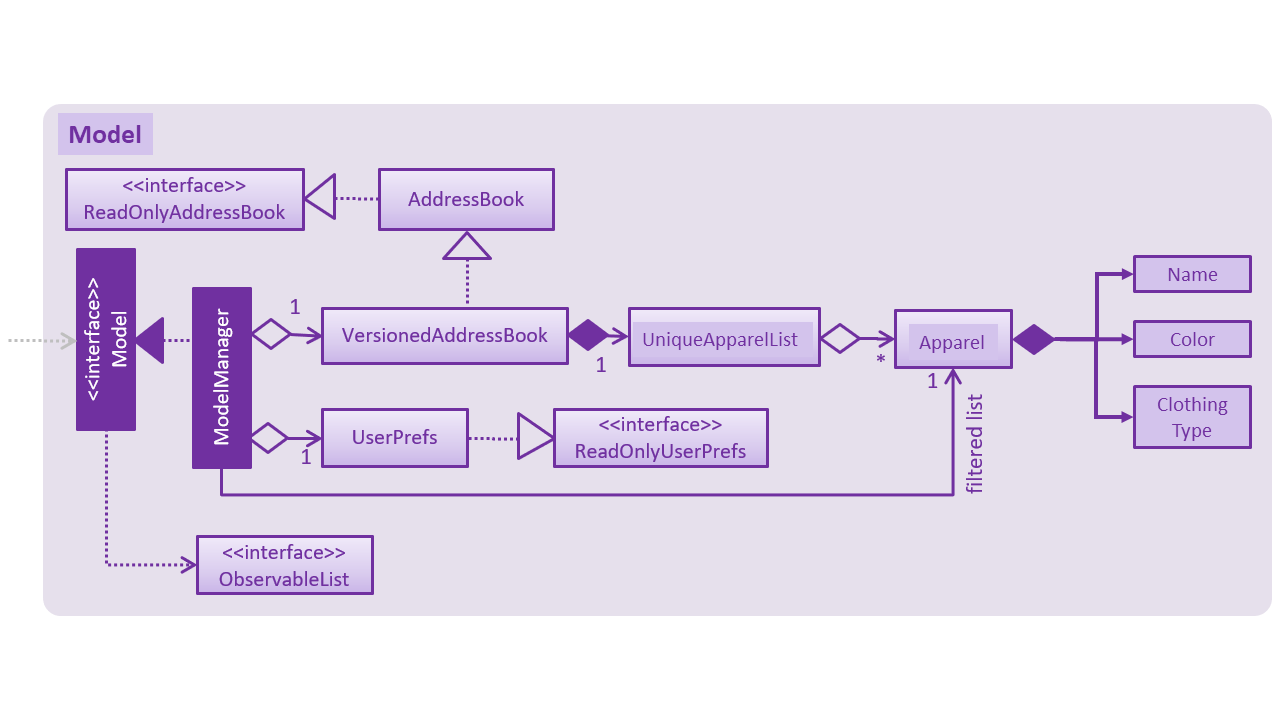 Model
<<interface>>
ReadOnlyAddressBook
AddressBook
<<interface>>
Model
ModelManager
1
VersionedAddressBook
1
UniqueApparelList
*
Apparel
1
filtered list
Name
Color
Clothing
Type
1
UserPrefs
<<interface>>
ReadOnlyUserPrefs
<<interface>>
ObservableList